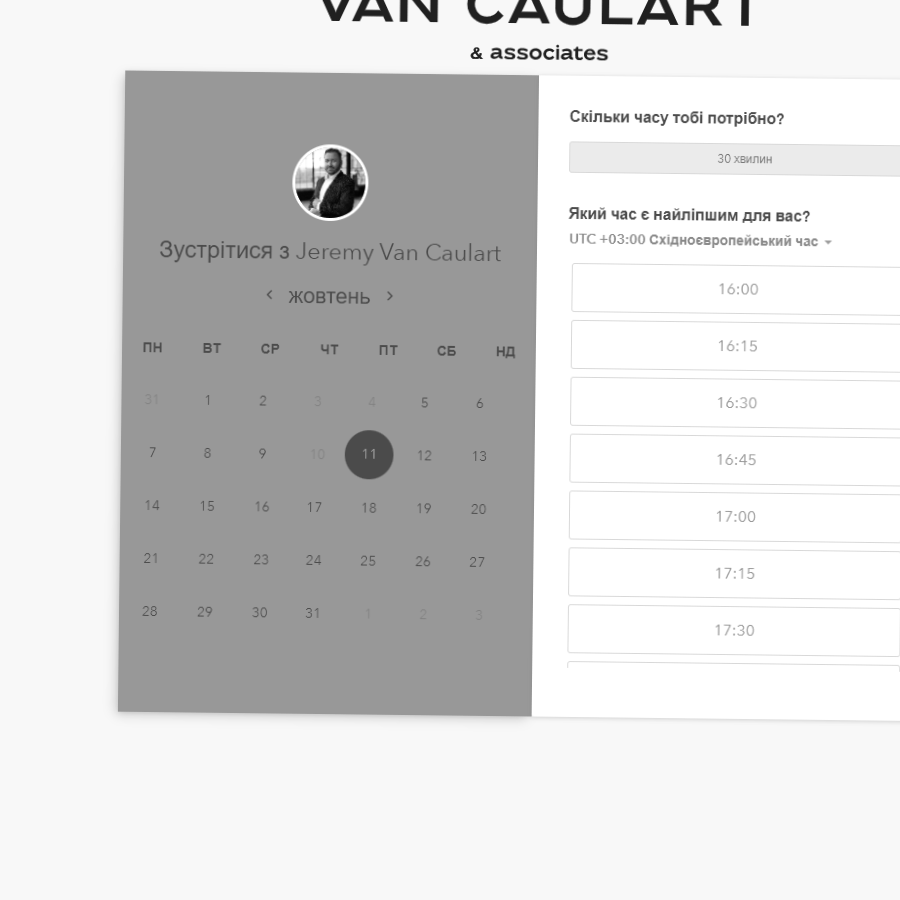 VAN CAULART
& associates
Зустрітися з Jeremy Van Caulart
жовтень
ПН ВТ СР ЧТ ПТ СБ НД
31 1 2 3 4 5 6
7 8 9 10 11 12 13
14 15 16 17 18 19 20
21 22 23 24 25 26 27
28 29 30 31 1 2 3
Скільки часу тобі потрібно?
30 хвилин
Який час є найліпшим для вас?
UTC +03:00 Східноєвропейський час
16:00
16:15
16:30
16:45
17:00
17:15
17:30